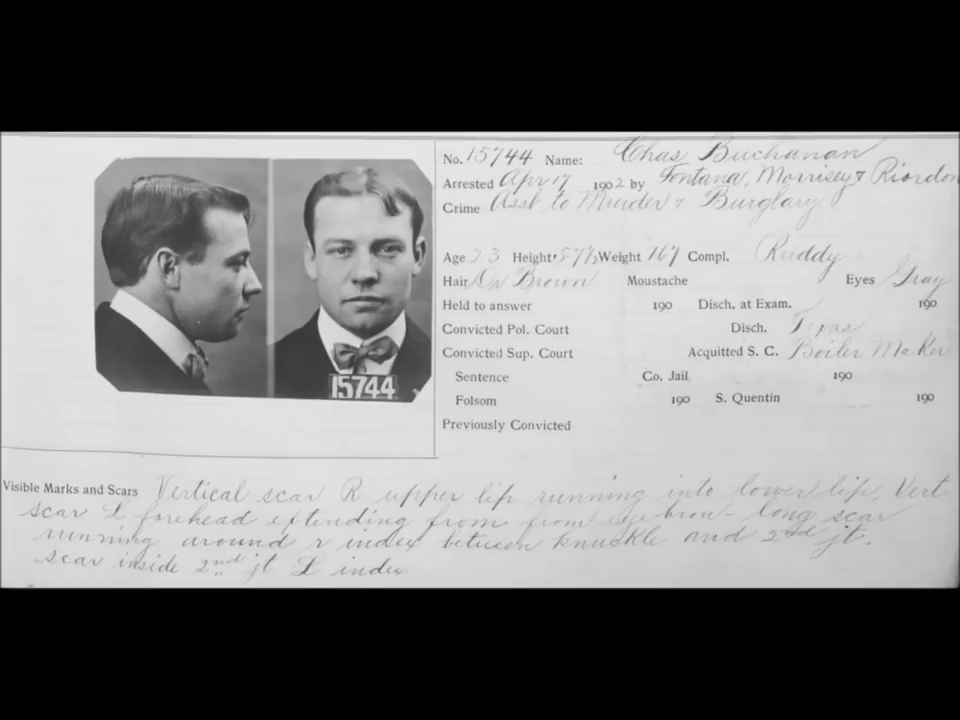 No. 15744 Name: Chas Buchanan
Arrested Apr 17 1902 by Fontana, Morrisey & Riordon
Crime Asslt to Murder & Burglary
Age 23 Height 5 7½ Weight 167 Compl. Ruddy
Hair Dk Brown Moustache Eyes Gray
Held to answer 190 Disch. at Exam. 190
Convicted Pol. Court Disch. Texas
Convicted Sup. Court Acquitted S. C. Boiler Maker
Sentence Co. Jail 190
Folsom 190 S. Quentin 190
Previously Convicted
15744
Visible Marks and Scars Vertical scar R upper lip running into lower lip, Vert
scar L forehead extending from from eyebrow - long scar
running around r index between knuckle and 2nd jt.
scar inside 2nd jt L index